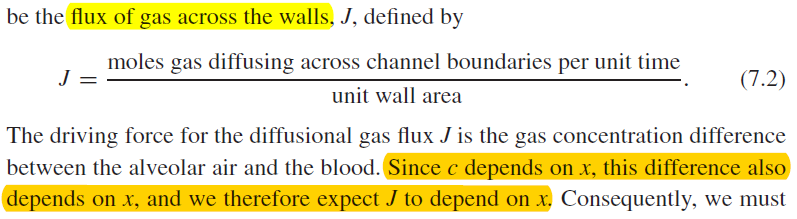 be the flux of gas across the walls, J, defined by
J = moles gas diffusing across channel boundaries per unit time / unit wall area . (7.2)
The driving force for the diffusional gas flux J is the gas concentration difference
between the alveolar air and the blood. Since c depends on x, this difference also
depends on x, and we therefore expect J to depend on x. Consequently, we must